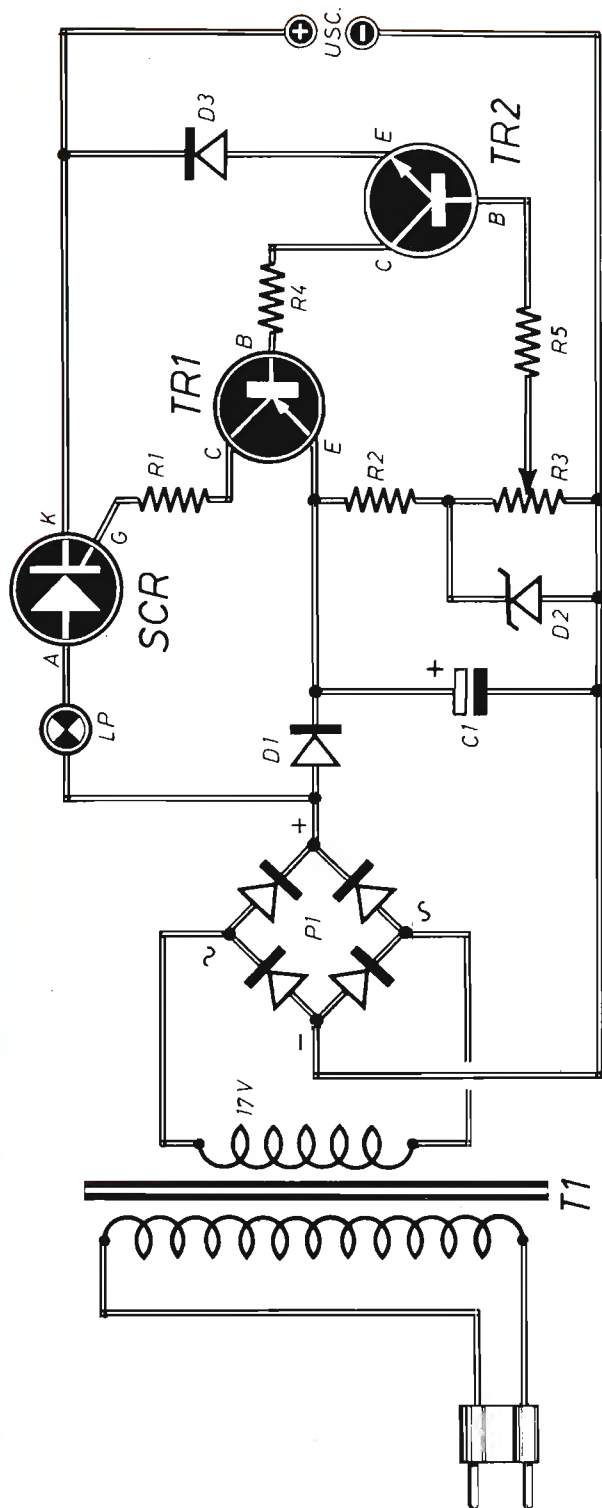 T1
17V
~
~
P1
+
-
D1
+
C1
LP
A
K
G
SCR
R1
C
TR1
B
E
R2
R3
D2
R4
R5
C
E
B
TR2
D3
+
-
USC.